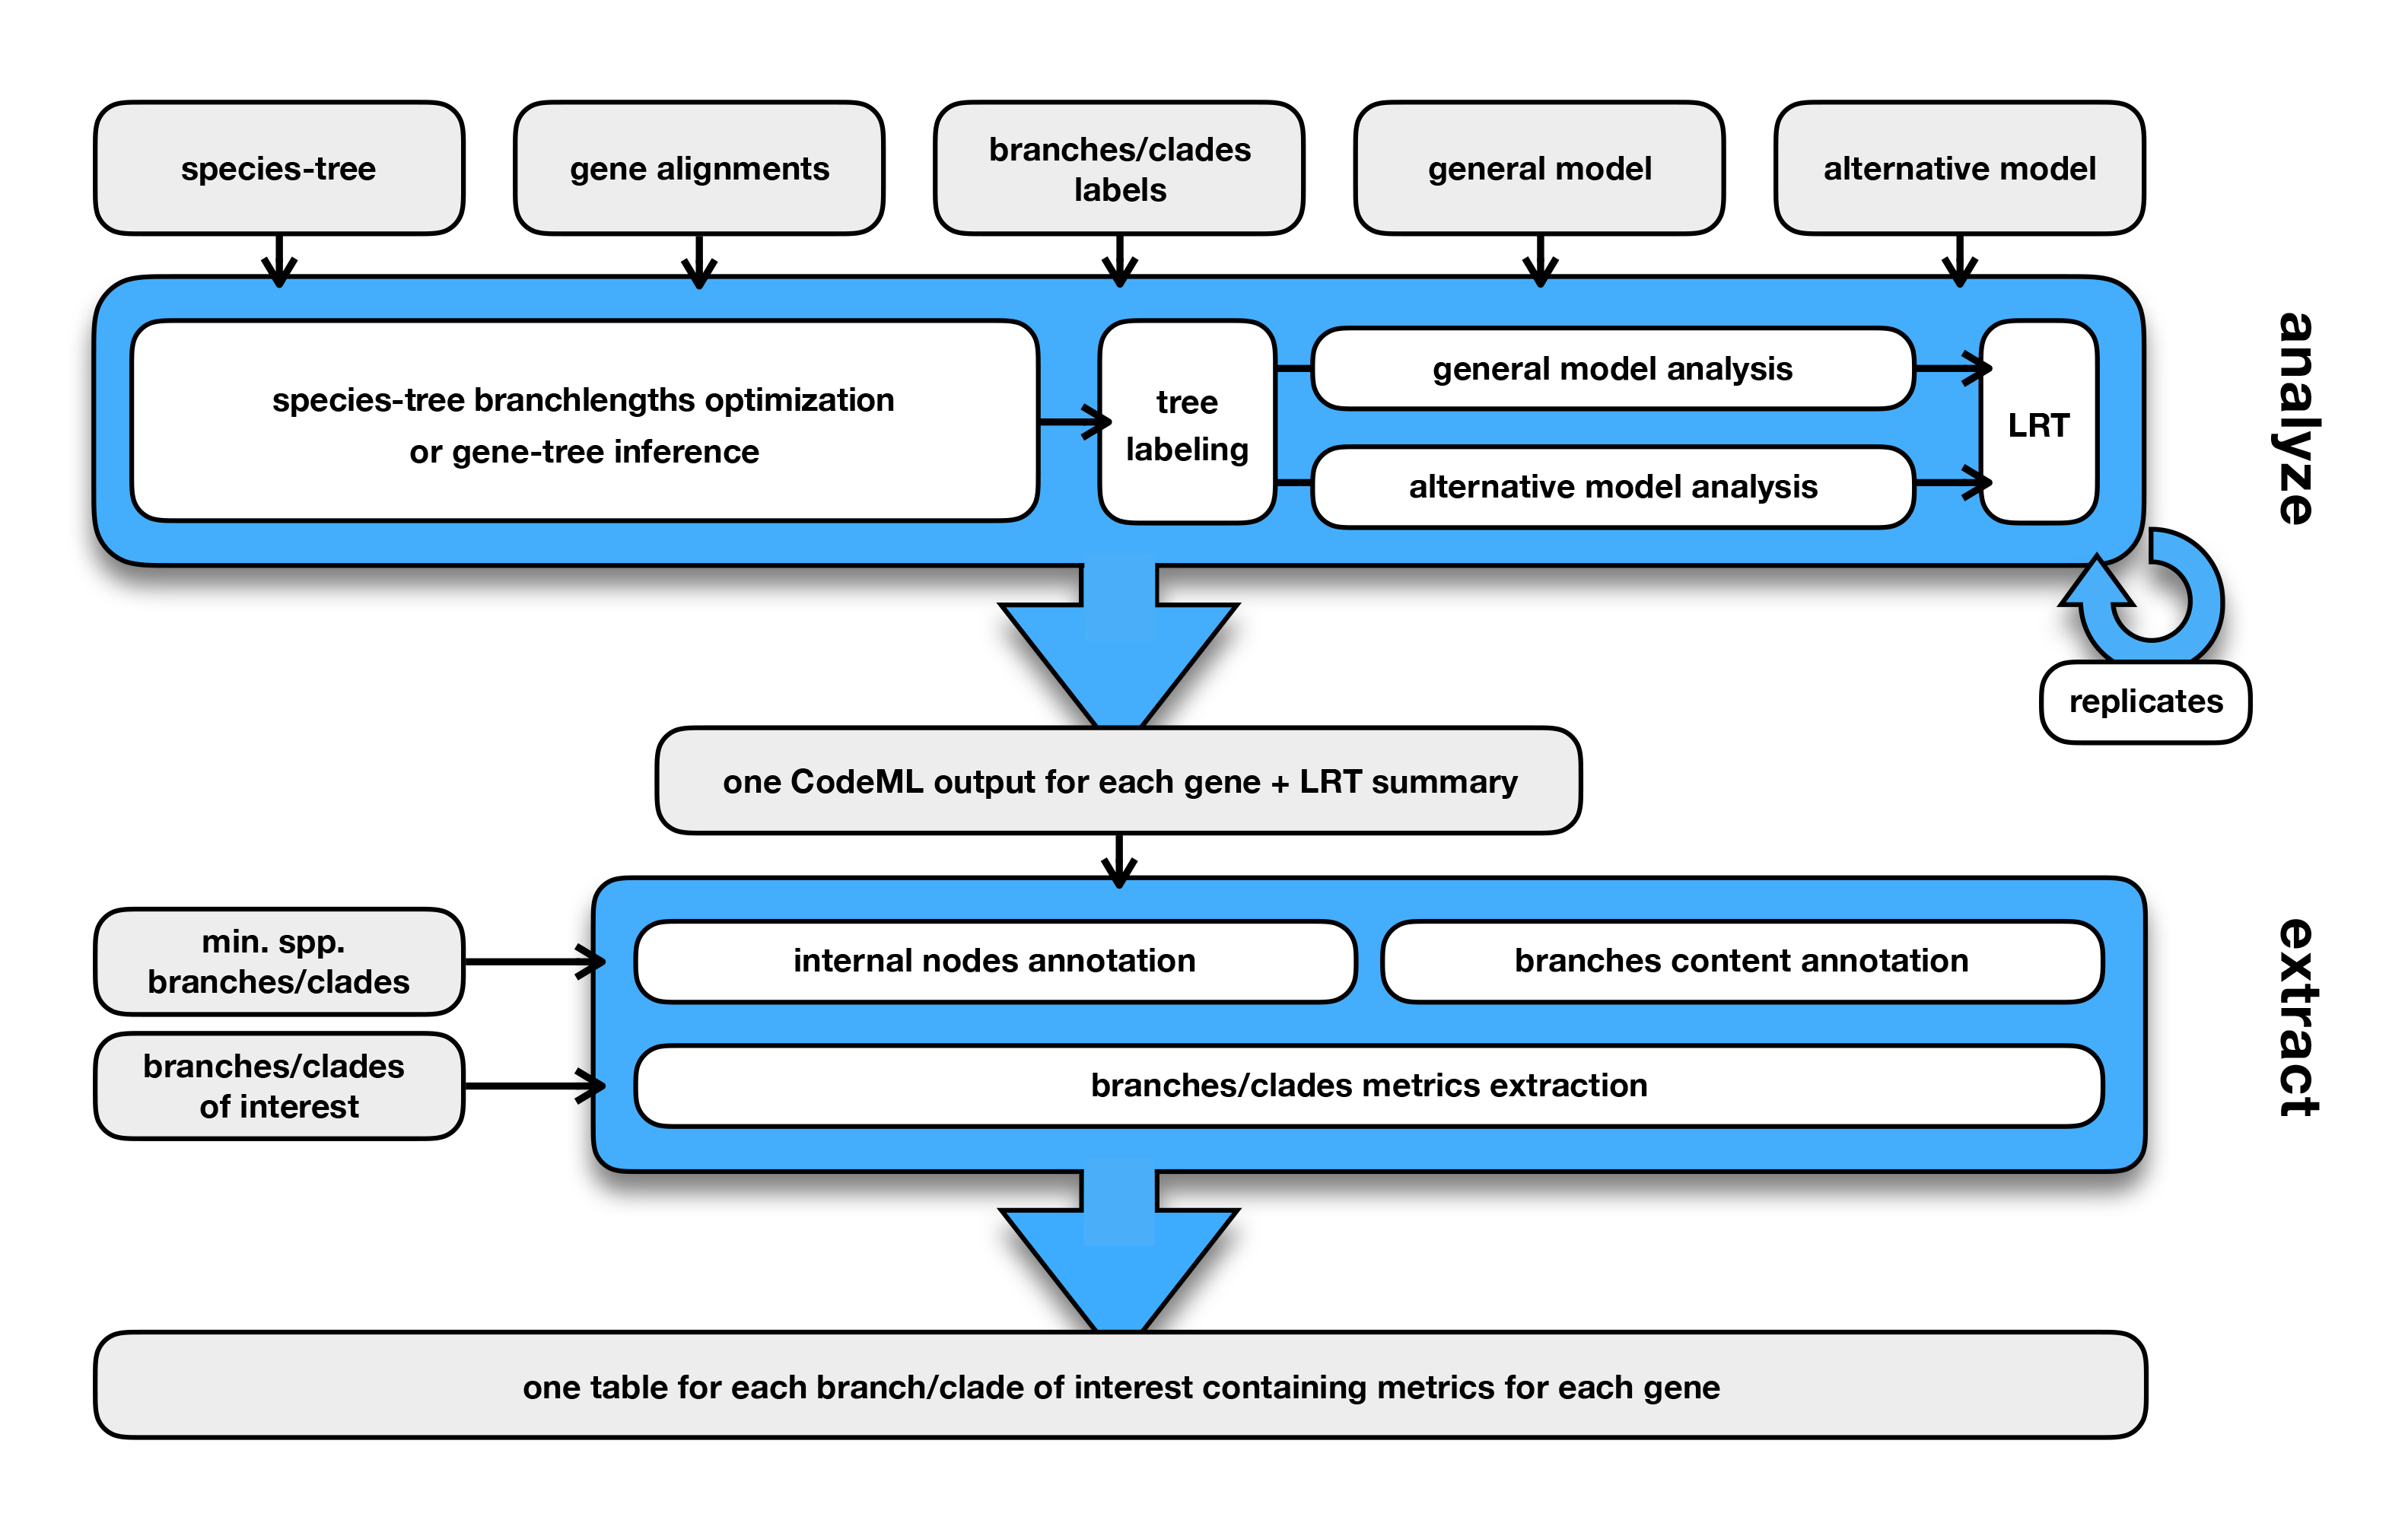 species-tree
gene alignments
branches/clades
labels
general model
alternative model
species-tree branchlengths optimization
or gene-tree inference
tree
labeling
general model analysis
alternative model analysis
LRT
analyze
replicates
one CodeML output for each gene + LRT summary
min. spp.
branches/clades
branches/clades
of interest
internal nodes annotation
branches content annotation
branches/clades metrics extraction
extract
one table for each branch/clade of interest containing metrics for each gene